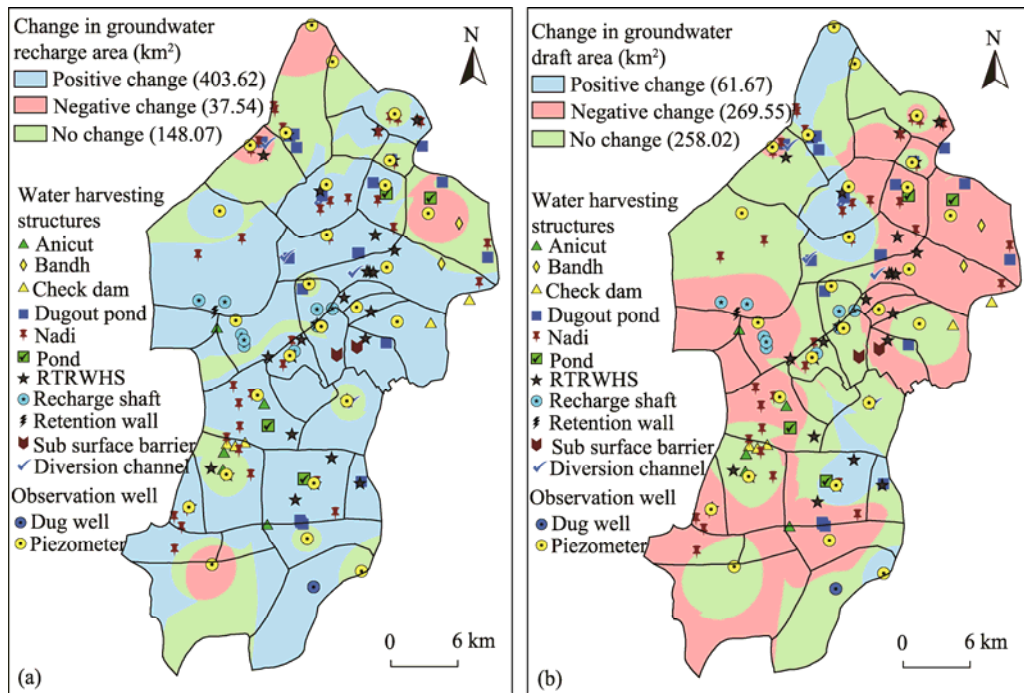 Change in groundwater
recharge area (km²)
Positive change (403.62)
Negative change (37.54)
No change (148.07)
N
Water harvesting
structures
Anicut
Bandh
Check dam
Dugout pond
Nadi
Pond
RTRWHS
Recharge shaft
Retention wall
Sub surface barrier
Diversion channel
Observation well
Dug well
Piezometer
0 6 km
(a)
Change in groundwater
draft area (km²)
Positive change (61.67)
Negative change (269.55)
No change (258.02)
N
Water harvesting
structures
Anicut
Bandh
Check dam
Dugout pond
Nadi
Pond
RTRWHS
Recharge shaft
Retention wall
Sub surface barrier
Diversion channel
Observation well
Dug well
Piezometer
0 6 km
(b)